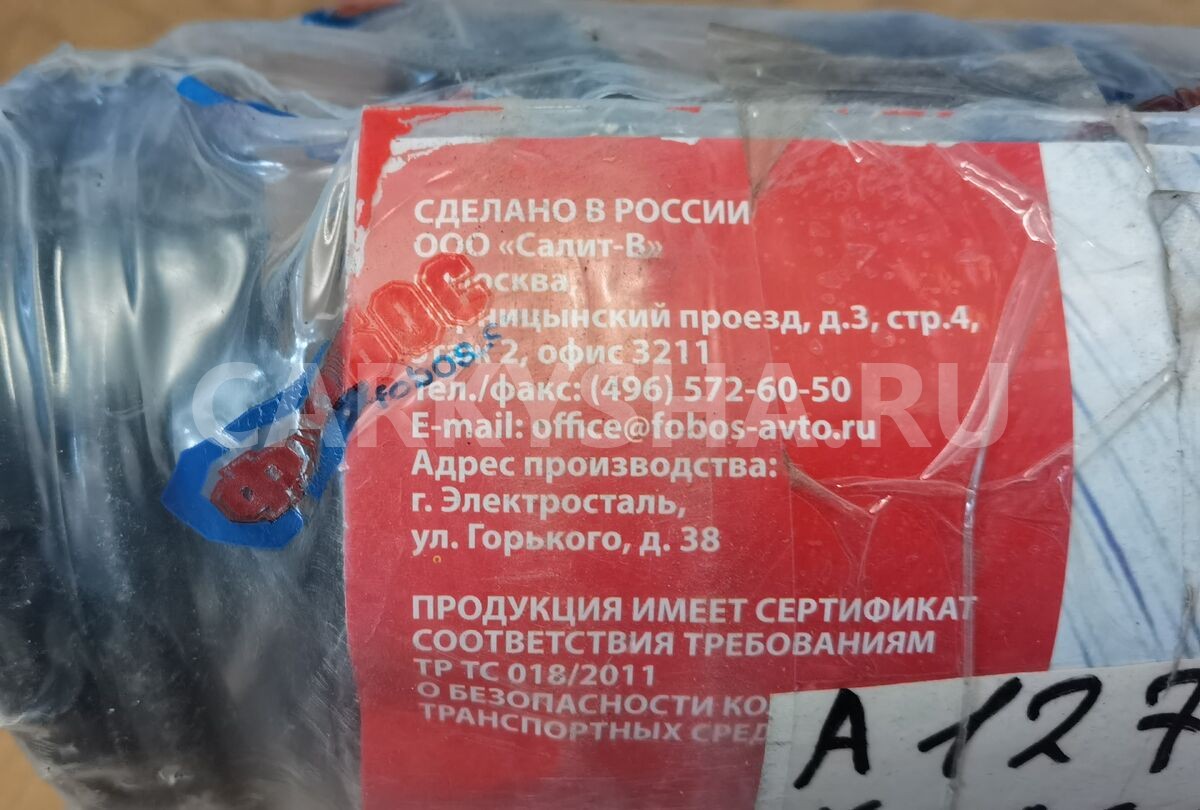 СДЕЛАНО В РОССИИ
ООО «Салит-В»
проезд, д.3, стр.4,
2, офис 3211
тел./факс: (496) 572-60-50
E-mail: office@fobos-avto.ru
Адрес производства:
г. Электросталь,
ул. Горького, д. 38
ПРОДУКЦИЯ ИМЕЕТ СЕРТИФИКАТ
СООТВЕТСТВИЯ ТРЕБОВАНИЯМ
ТР ТС 018/2011
О БЕЗОПАСНОСТИ
ТРАНСПОРТНЫХ
A 127
CARKYSHA.RU